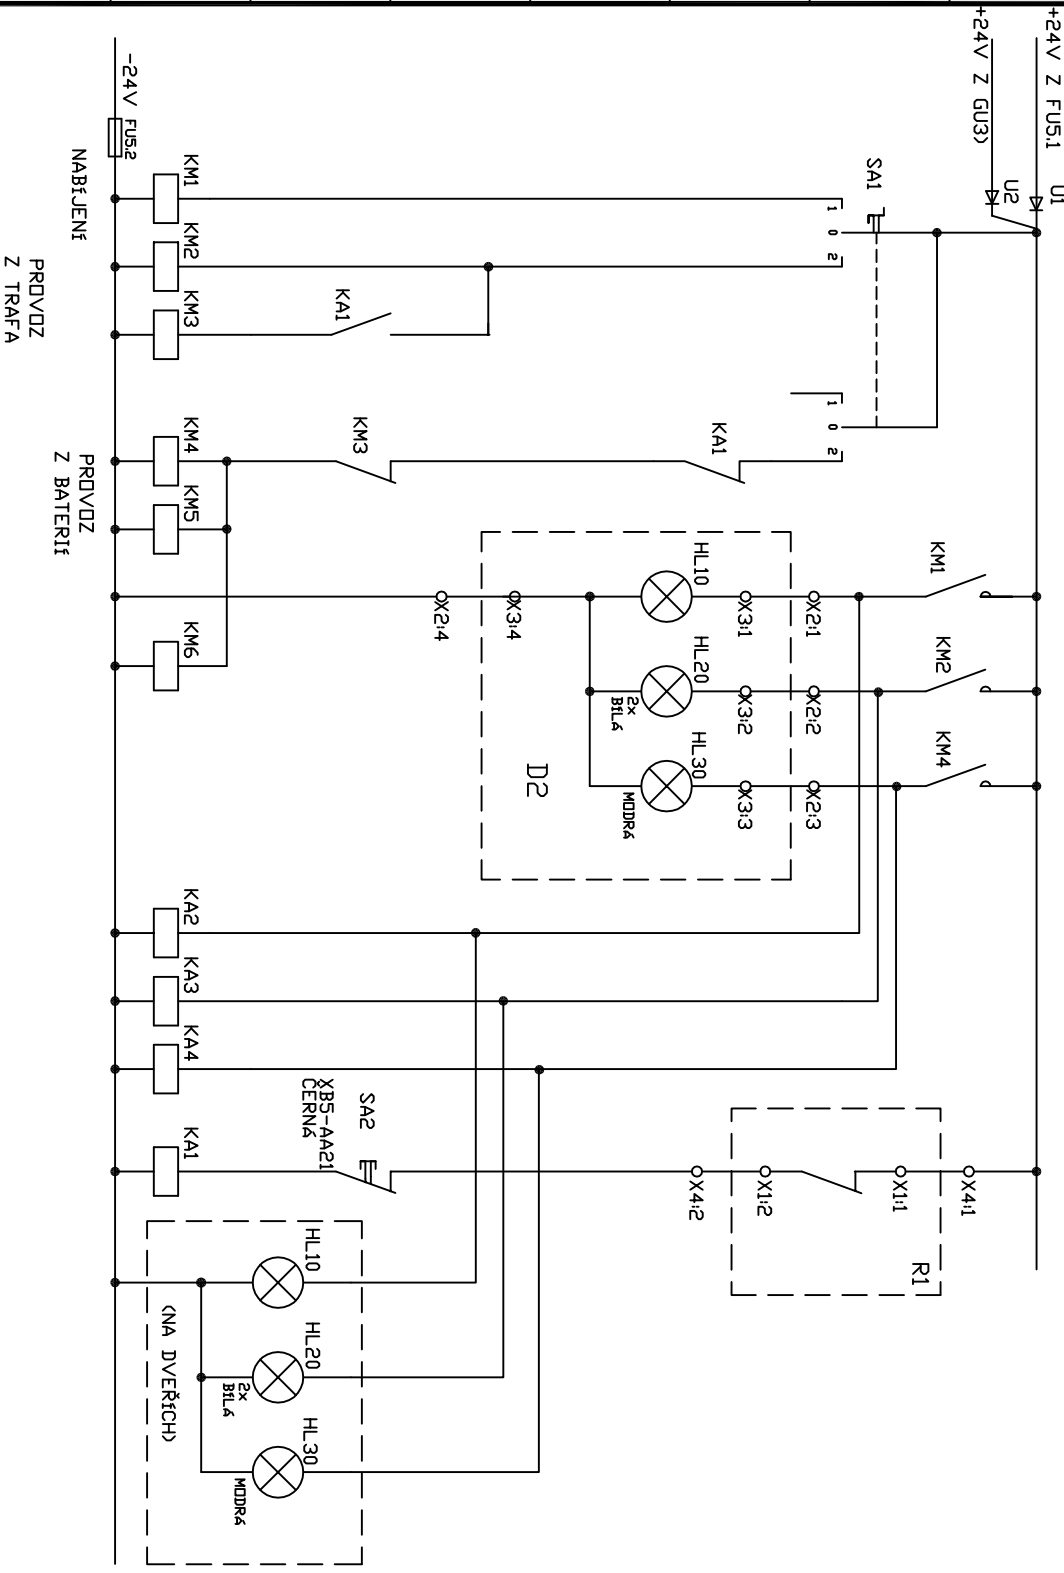 +24V Z FU5.1
+24V Z GU3)
U1
U2
SA1
1
0
2
1
0
2
-24V
FU5.2
KM1
KM2
KM3
KA1
NABÍJENÍ
PROVOZ
Z TRAFA
KM4
KM5
KM6
KM3
KA1
PROVOZ
Z BATERIÍ
KM1
KM2
KM4
X2:1
X2:2
X2:3
X3:1
X3:2
X3:3
HL10
HL20
HL30
2x
BÍLÁ
MODRÁ
X3:4
X2:4
D2
KA2
KA3
KA4
KA1
SA2
XB5-AA21
ČERNÁ
X4:1
X1:1
X1:2
X4:2
R1
HL10
HL20
HL30
2x
BÍLÁ
MODRÁ
(NA DVEŘÍCH)